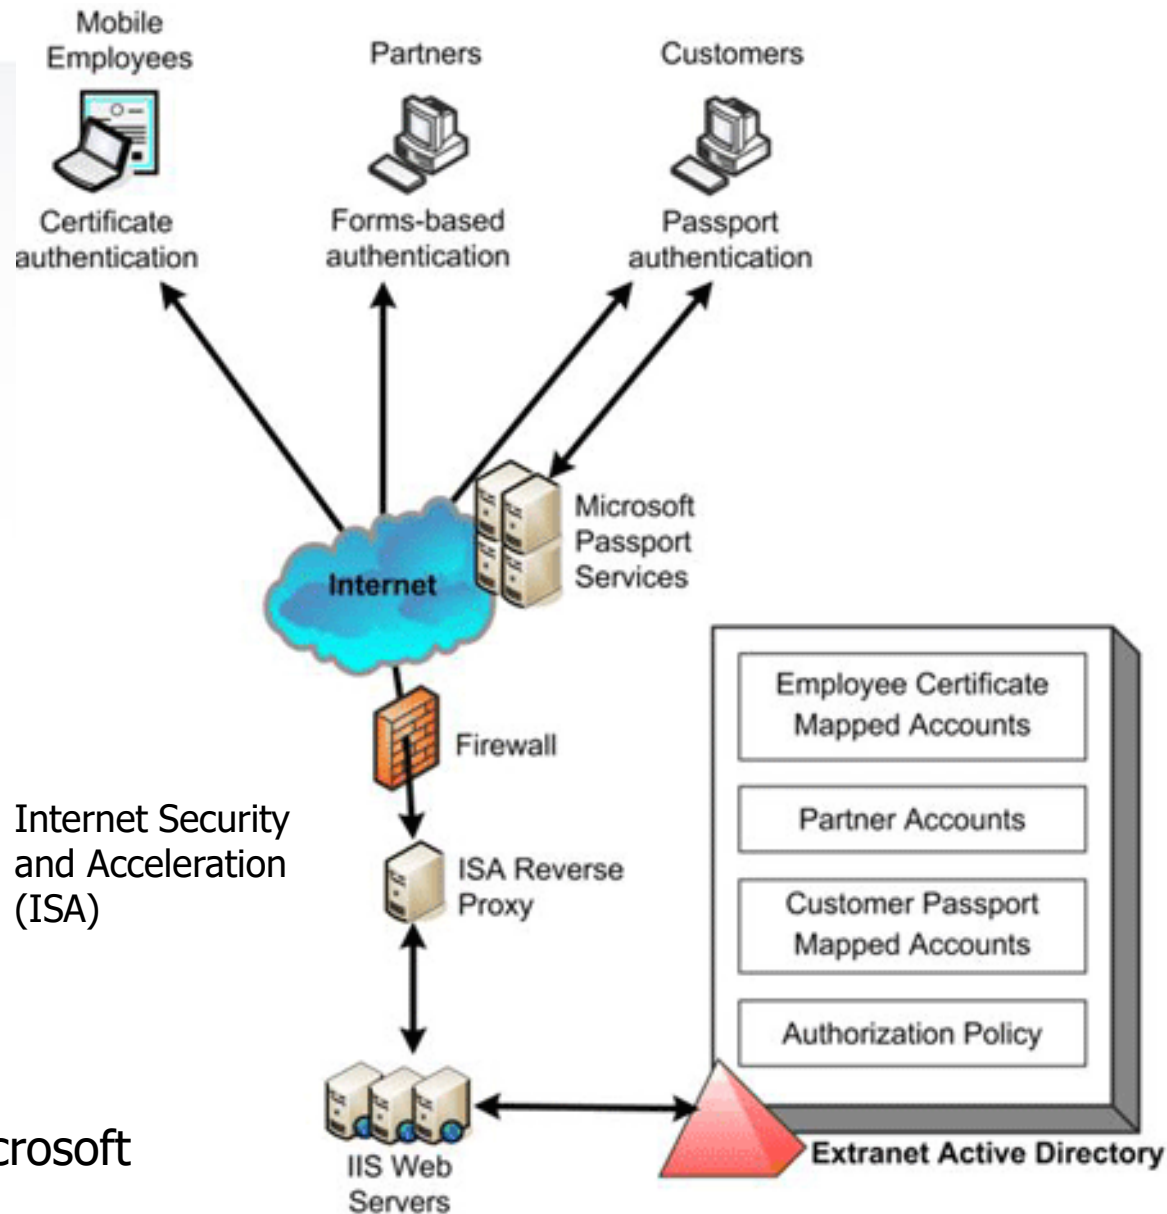 Mobile
Employees
Partners
Customers
Certificate
authentication
Forms-based
authentication
Passport
authentication
Microsoft
Passport
Services
Internet
Firewall
Internet Security
and Acceleration
(ISA)
ISA Reverse
Proxy
IIS Web
Servers
Employee Certificate
Mapped Accounts
Partner Accounts
Customer Passport
Mapped Accounts
Authorization Policy
Extranet Active Directory
crosoft